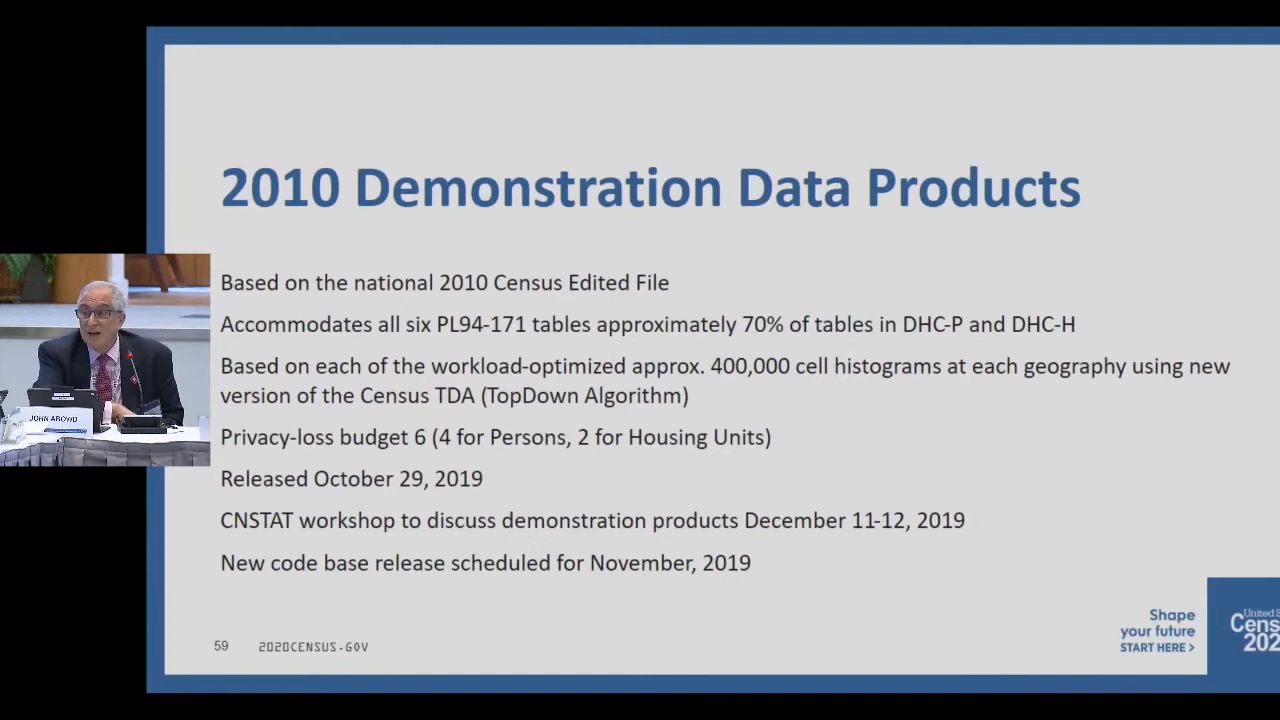 2010 Demonstration Data Products
Based on the national 2010 Census Edited File
Accommodates all six PL94-171 tables approximately 70% of tables in DHC-P and DHC-H
Based on each of the workload-optimized approx. 400,000 cell histograms at each geography using new
version of the Census TDA (TopDown Algorithm)
Privacy-loss budget 6 (4 for Persons, 2 for Housing Units)
JOHN ABOWD
Released October 29, 2019
CNSTAT workshop to discuss demonstration products December 11-12, 2019
New code base release scheduled for November, 2019
Shape
your future
START HERE >
United S
Cens
202
59
2020CENSUS.GOV